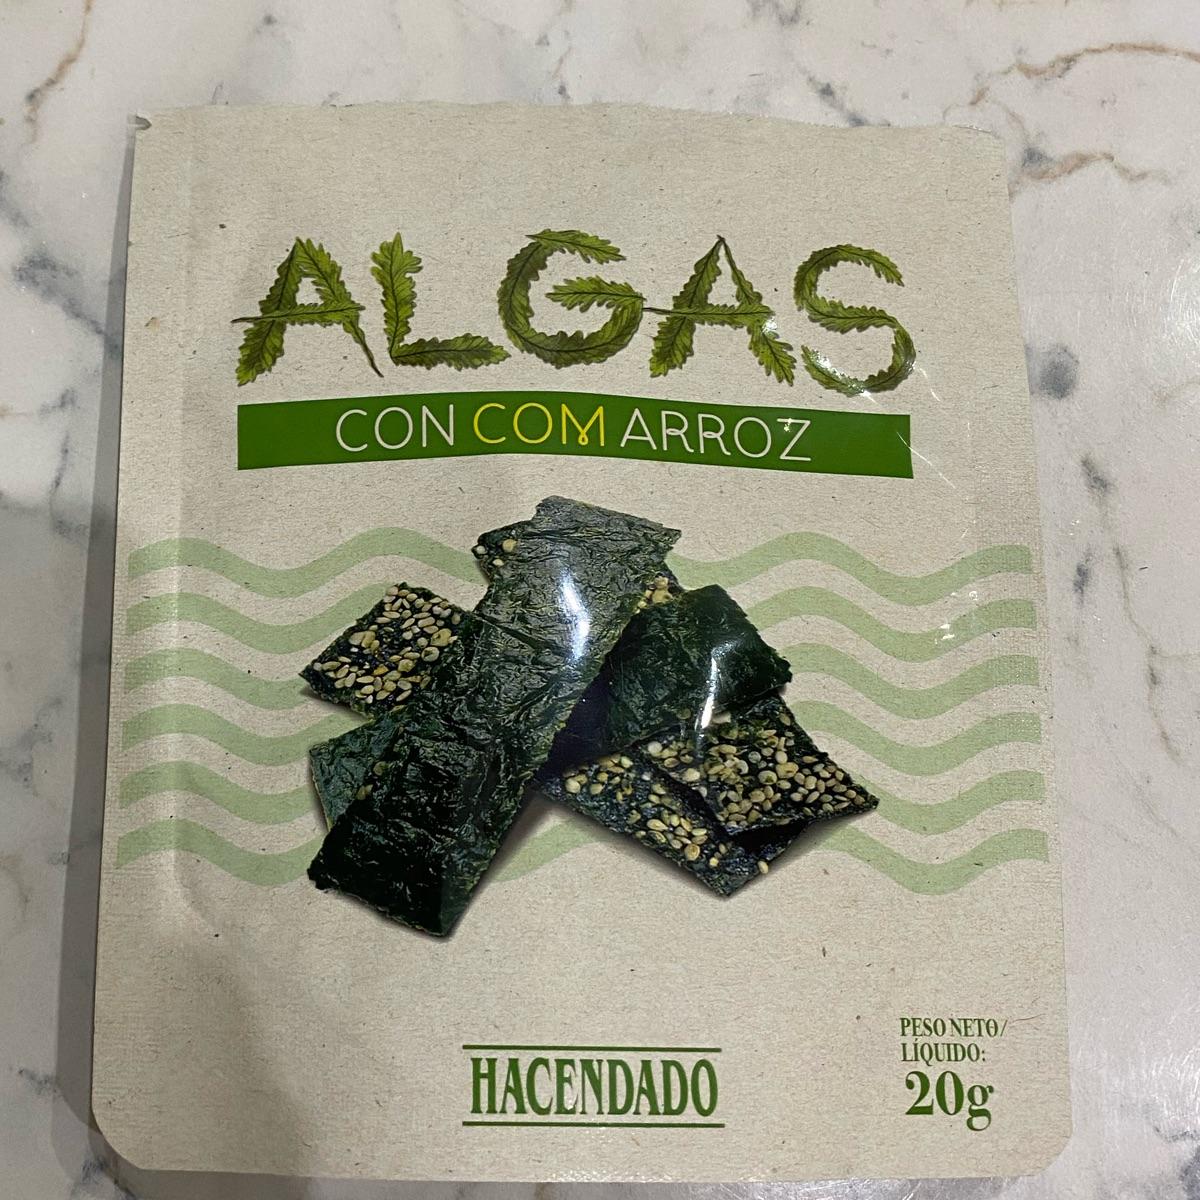 ALGAS
CON COM ARROZ
HACENDADO
PESO NETO/
LÍQUIDO:
20g